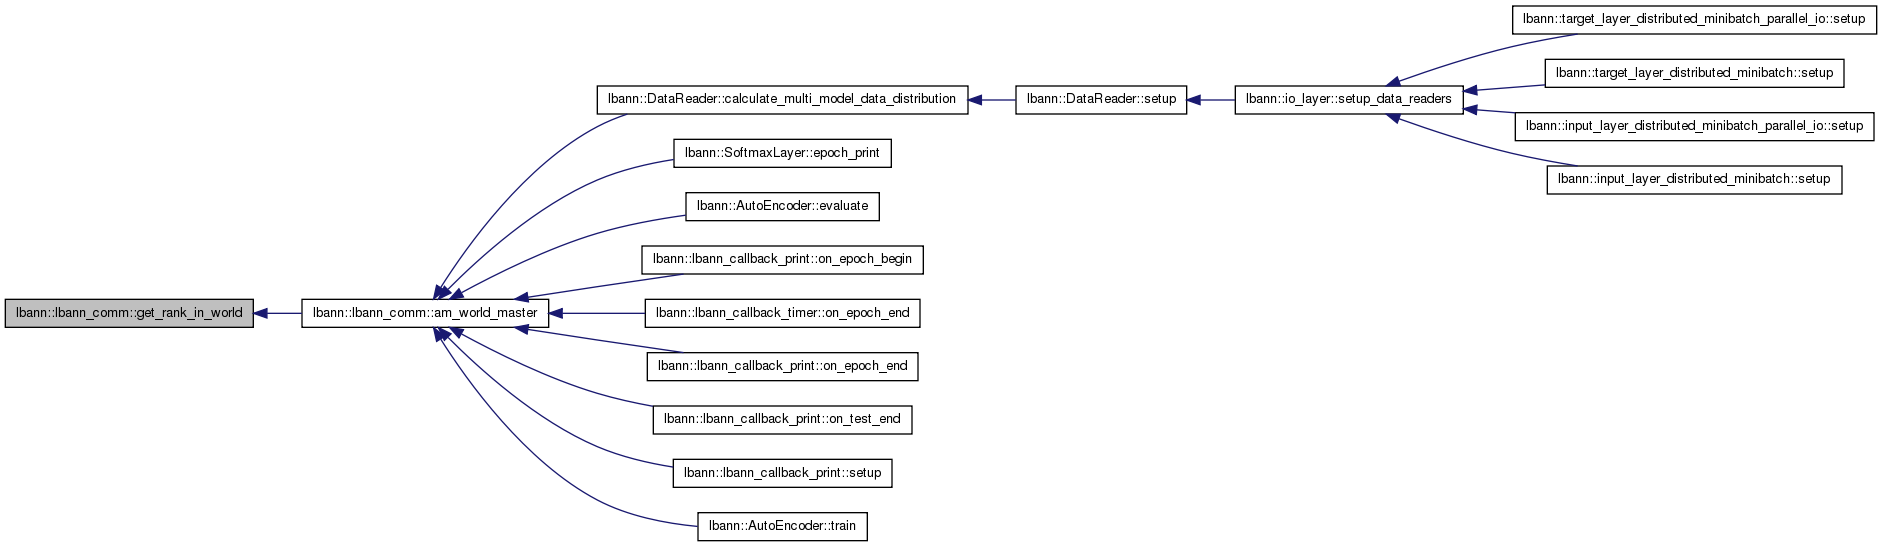 lbann::target_layer_distributed_minibatch_parallel_io::setup
lbann::target_layer_distributed_minibatch::setup
lbann::DataReader::calculate_multi_model_data_distribution
lbann::DataReader::setup
lbann::io_layer::setup_data_readers
lbann::input_layer_distributed_minibatch_parallel_io::setup
lbann::SoftmaxLayer::epoch_print
lbann::input_layer_distributed_minibatch::setup
lbann::AutoEncoder::evaluate
lbann::lbann_callback_print::on_epoch_begin
lbann::lbann_comm::get_rank_in_world
lbann::lbann_comm::am_world_master
lbann::lbann_callback_timer::on_epoch_end
lbann::lbann_callback_print::on_epoch_end
lbann::lbann_callback_print::on_test_end
lbann::lbann_callback_print::setup
lbann::AutoEncoder::train